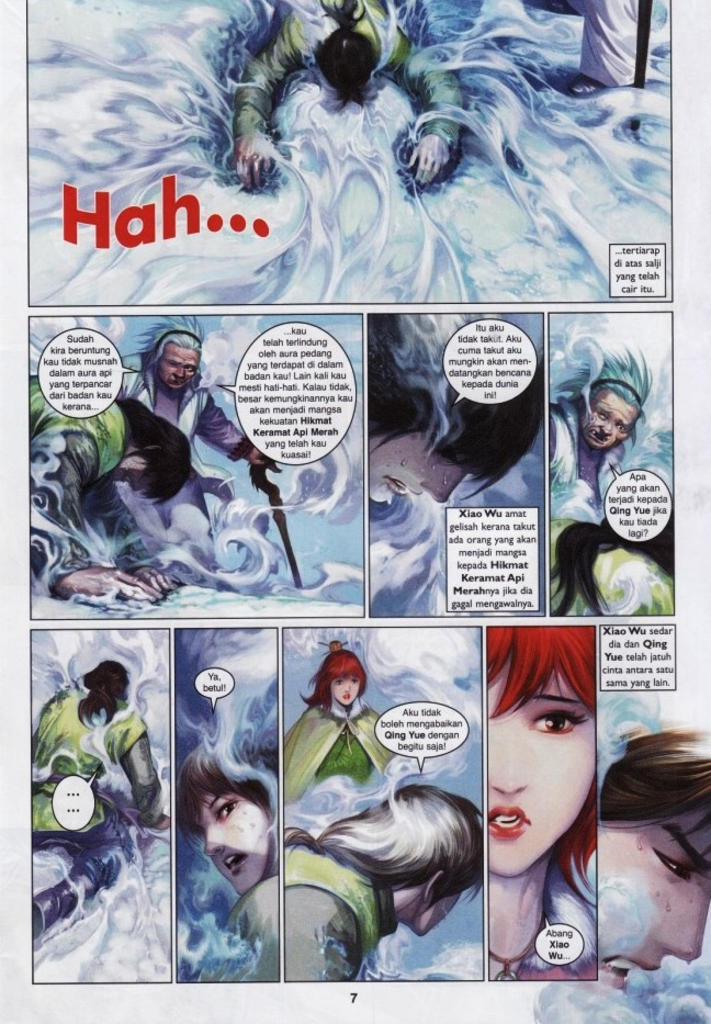 Hah...
...tertiarap
di atas salji
yang telah
cair itu.
Sudah
kira beruntung
kau tidak musnah
dalam aura api
yang terpancar
dari badan kau
kerana...
...kau
telah terlindung
oleh aura pedang
yang terdapat di dalam
badan kau! Lain kali kau
mesti hati-hati. Kalau tidak,
besar kemungkinannya kau
akan menjadi mangsa
kekuatan Hikmat
Keramat Api Merah
yang telah kau
kuasai!
Itu aku
tidak takut. Aku
cuma takut aku
mungkin akan men-
datangkan bencana
kepada dunia
ini!
Xiao Wu amat
gelisah kerana takut
ada orang yang akan
menjadi mangsa
kepada Hikmat
Keramat Api
Merahnya jika dia
gagal mengawalnya.
Apa
yang akan
terjadi kepada
Qing Yue jika
kau tiada
lagi?
...
...
Ya,
betul!
Aku tidak
boleh mengabaikan
Qing Yue dengan
begitu saja!
Abang
Xiao
Wu...
Xiao Wu sedar
dia dan Qing
Yue telah jatuh
cinta antara satu
sama yang lain.
7